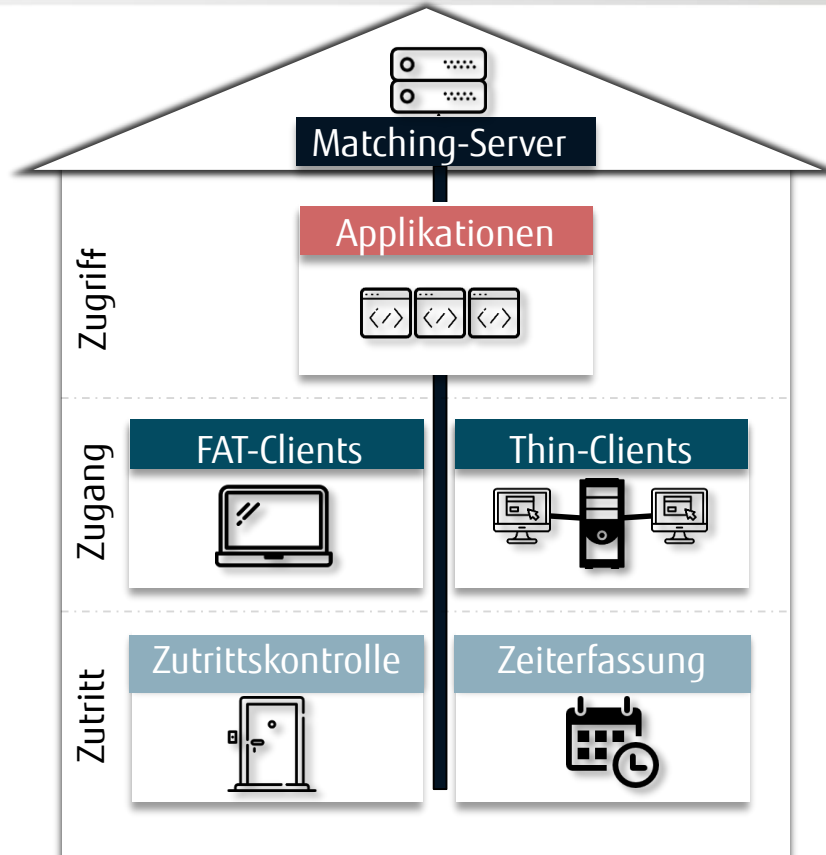 Matching-Server
Zugriff
Applikationen
Zugang
FAT-Clients
Thin-Clients
Zutritt
Zutrittskontrolle
Zeiterfassung